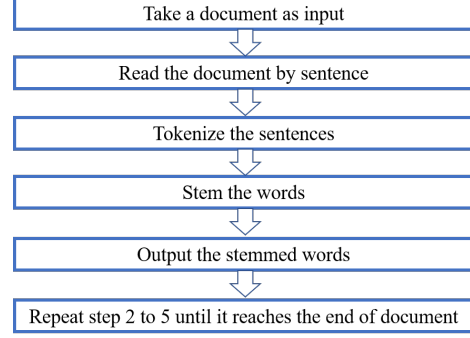 Take a document as input
Read the document by sentence
Tokenize the sentences
Stem the words
Output the stemmed words
Repeat step 2 to 5 until it reaches the end of document